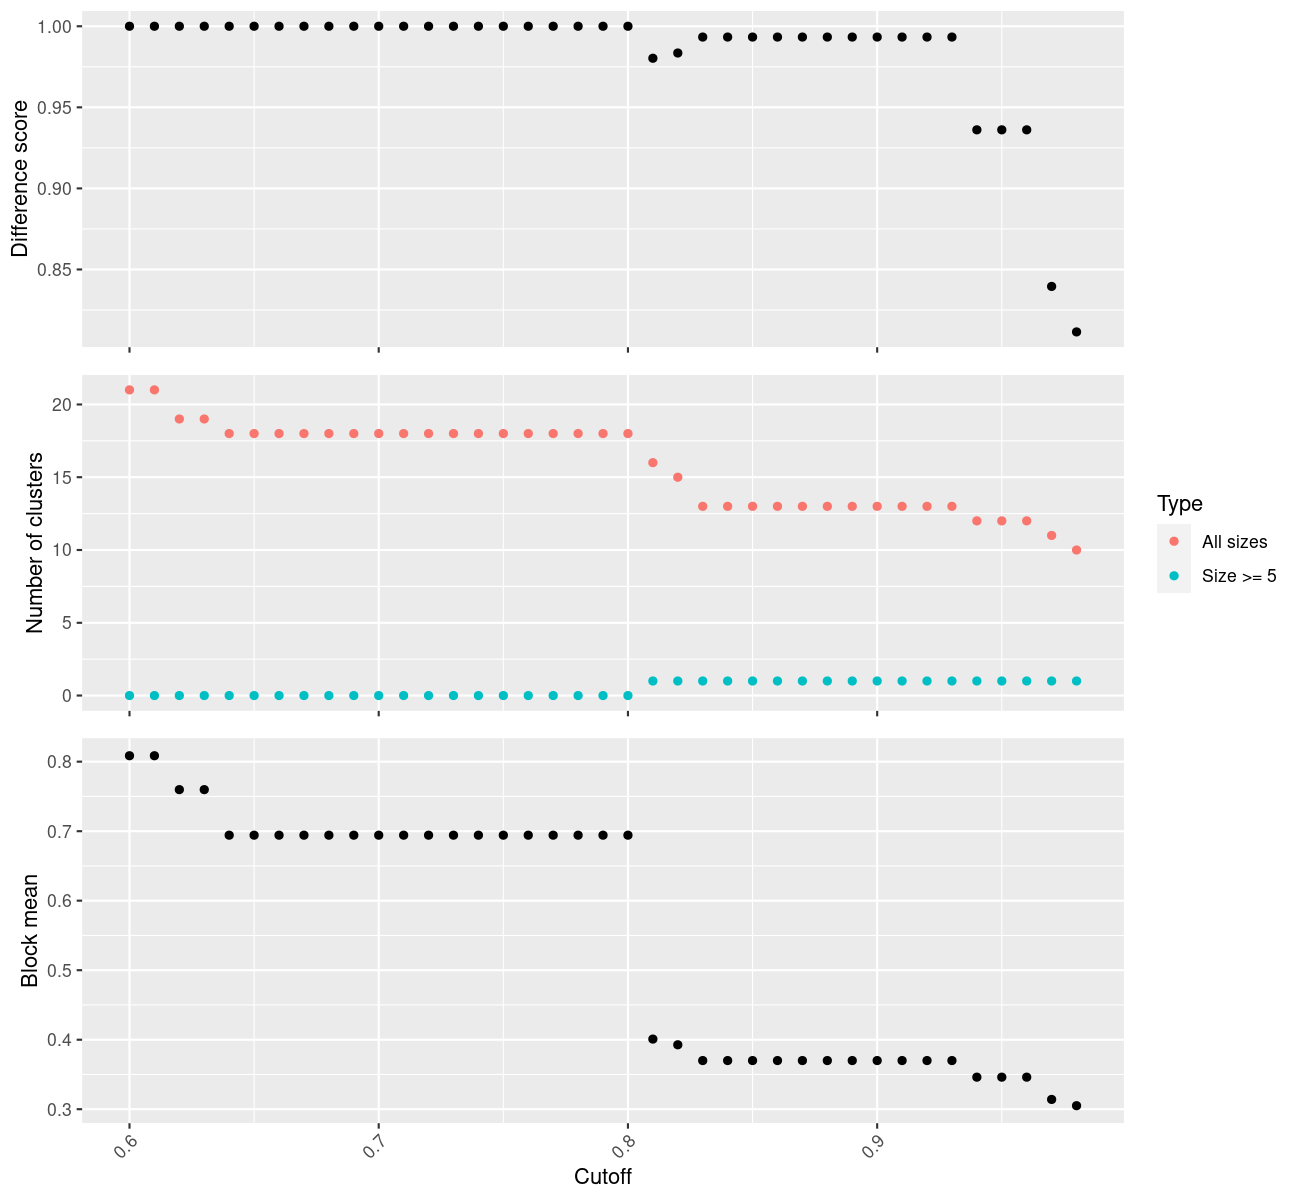 Difference score
1.00
0.95
0.90
0.85
Number of clusters
20
15
10
5
0
Type
All sizes
Size >= 5
Block mean
0.8
0.7
0.6
0.5
0.4
0.3
0.6 0.7 0.8 0.9
Cutoff